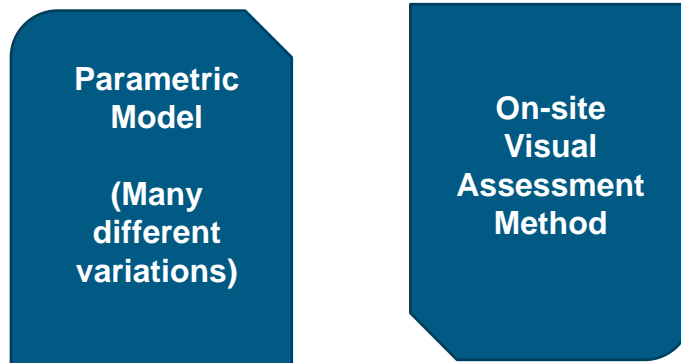 Parametric
Model
(Many
different
variations)
On-site
Visual
Assessment
Method